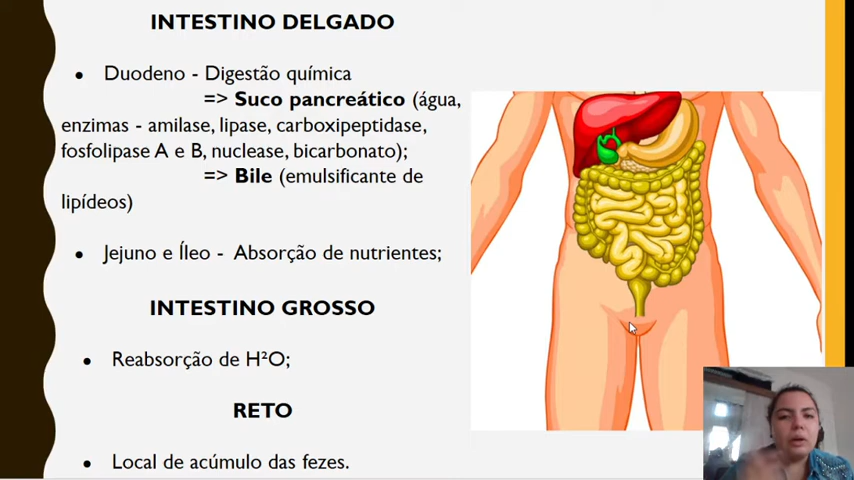 INTESTINO DELGADO
● Duodeno - Digestão química
=> Suco pancreático (água,
enzimas - amilase, lipase, carboxipeptidase,
fosfolipase A e B, nuclease, bicarbonato);
=> Bile (emulsificante de
lipídeos)
● Jejuno e Íleo - Absorção de nutrientes;
INTESTINO GROSSO
● Reabsorção de H²O;
RETO
● Local de acúmulo das fezes.